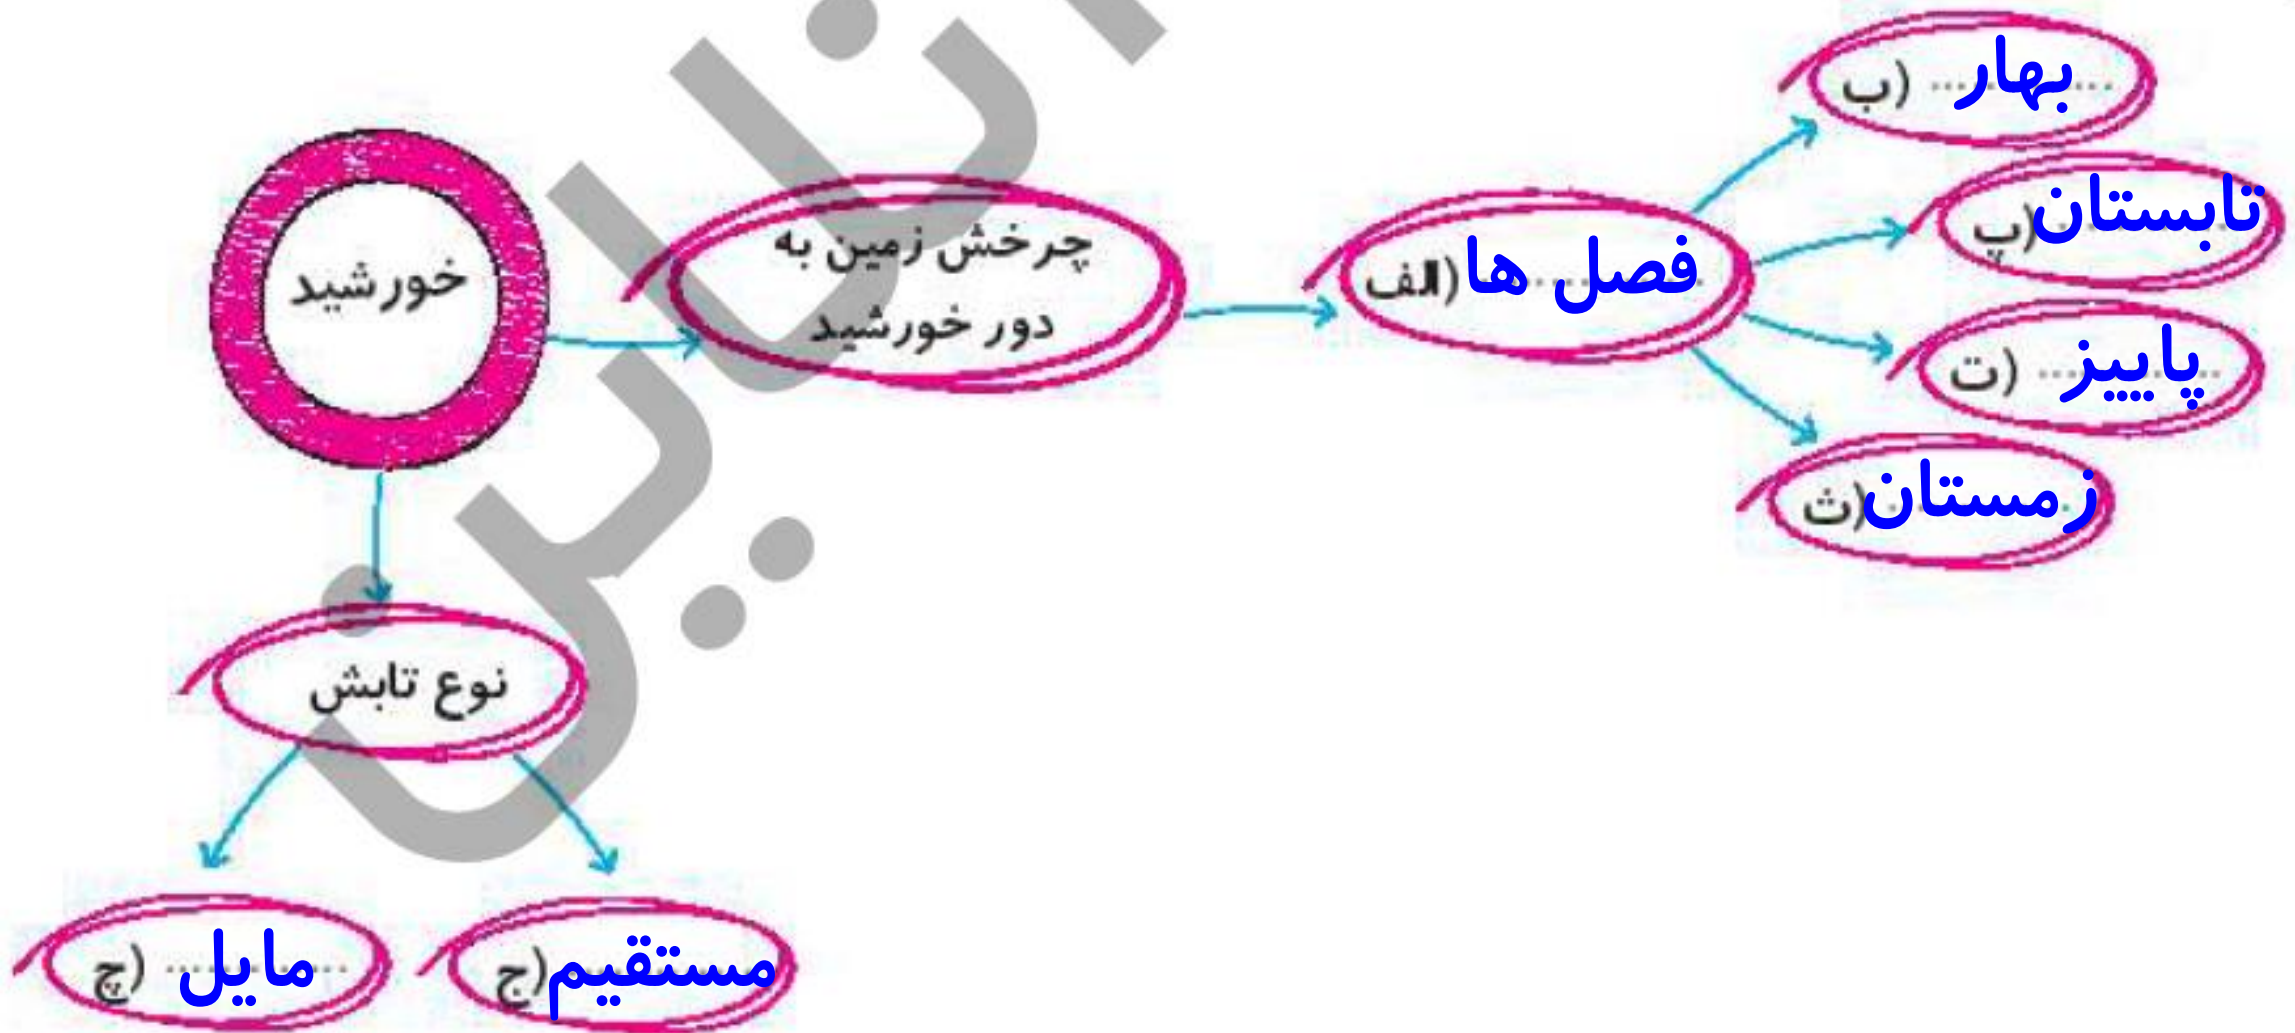 خورشید
چرخش زمین به
دور خورشید
الف) فصل ها
ب) بهار
پ) تابستان
ت) پاییز
ث) زمستان
نوع تابش
ج) مستقیم
چ) مایل